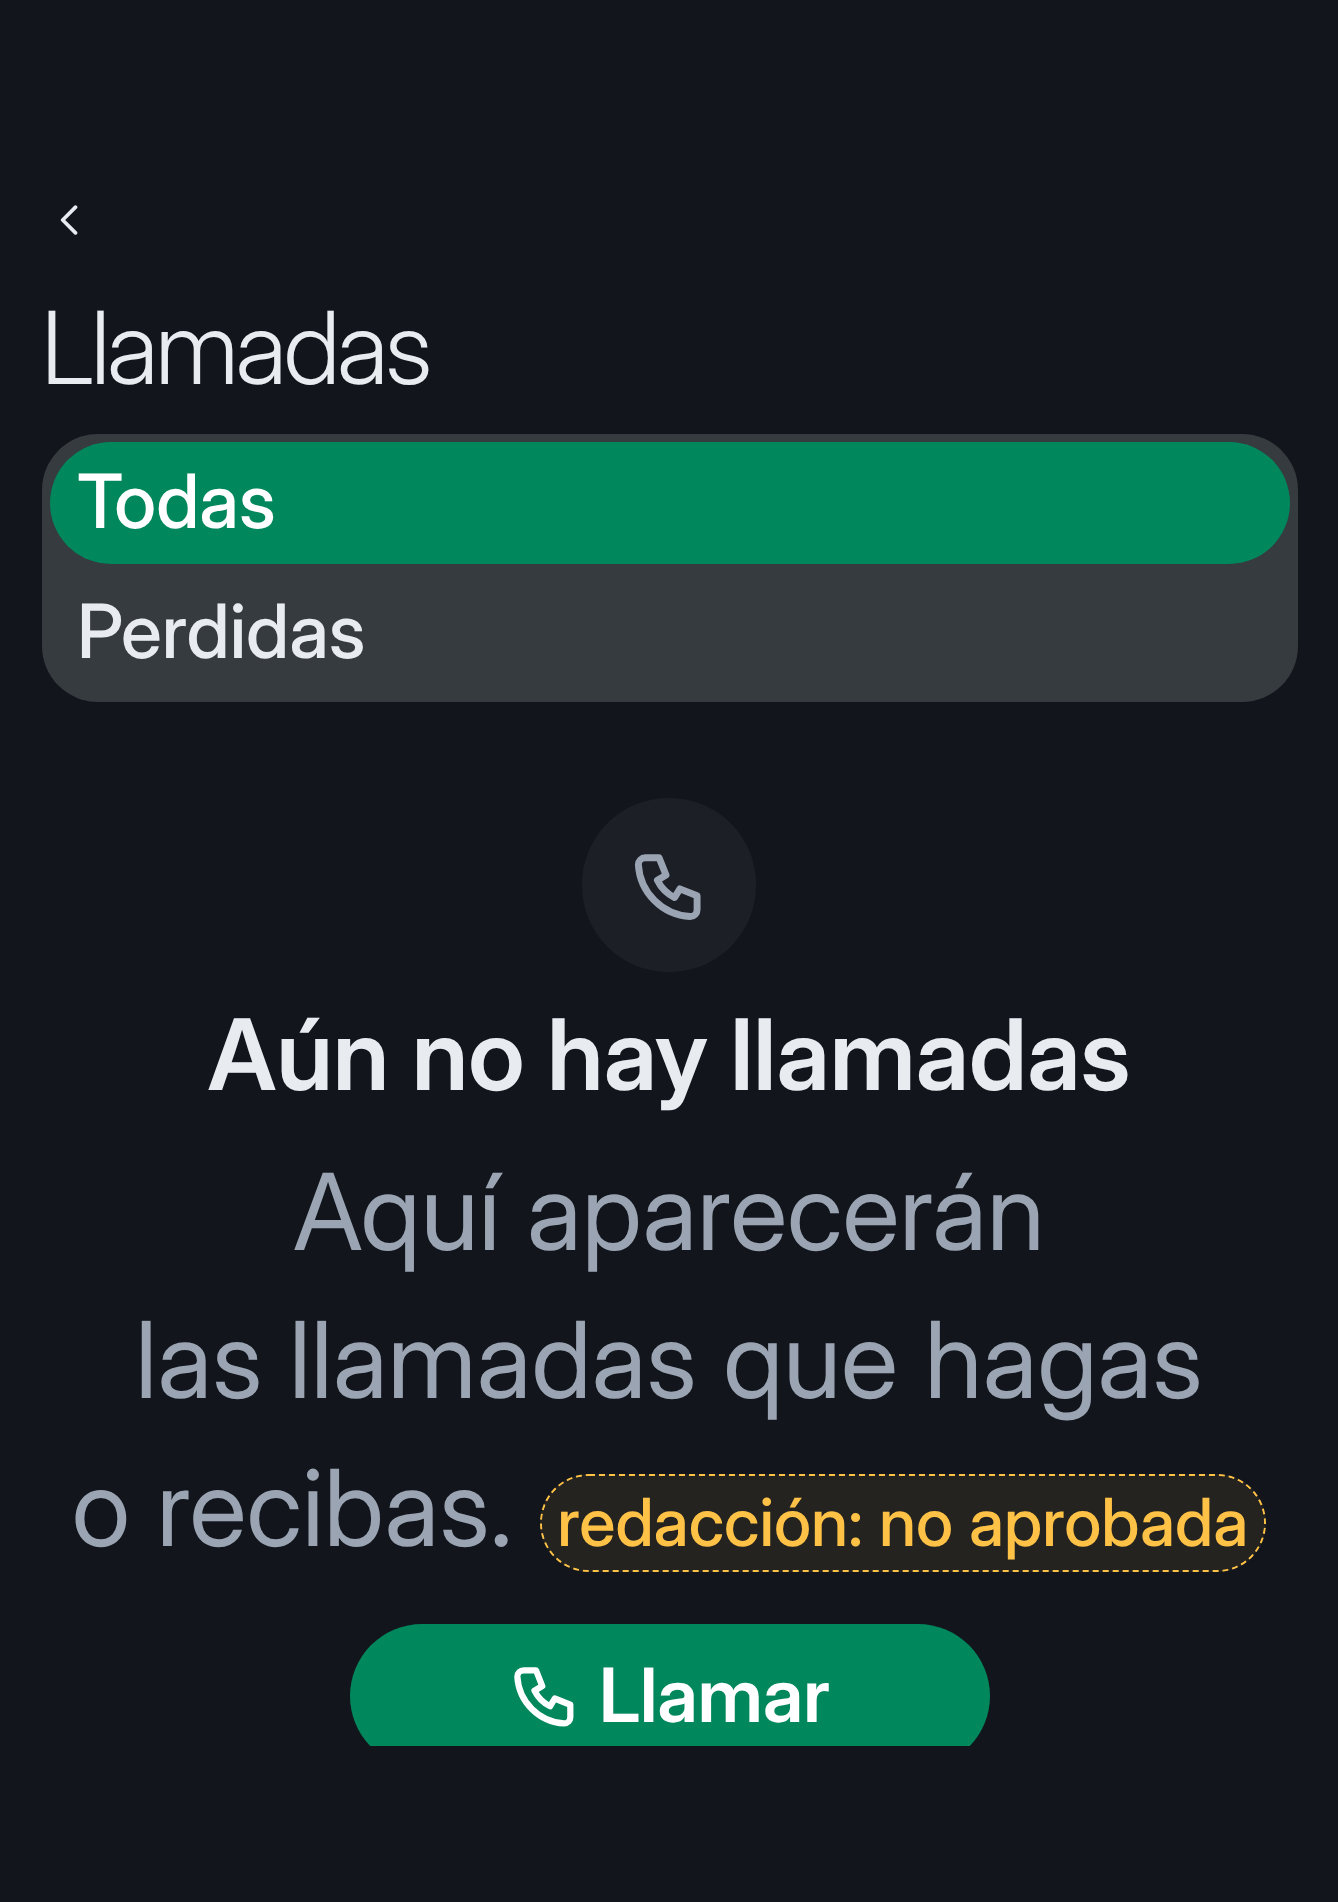 Llamadas
Todas
Perdidas
Aún no hay llamadas
Aquí aparecerán
las llamadas que hagas
o recibas. redacción: no aprobada
Llamar